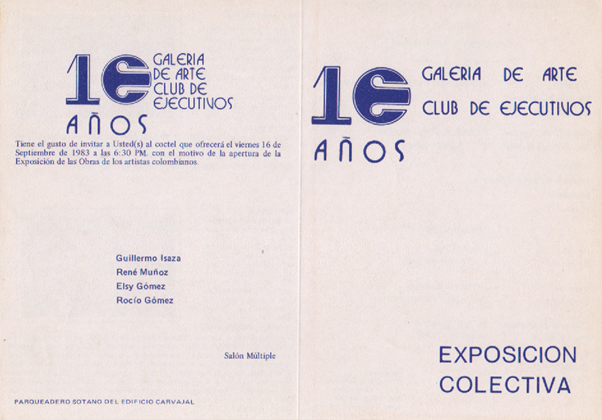 10 GALERIA
DE ARTE
CLUB DE
EJECUTIVOS
AÑOS
Tiene el gusto de invitar a Usted(s) al coctel que ofrecerá el viernes 16 de
Septiembre de 1983 a las 6:30 PM. con el motivo de la apertura de la
Exposición de las Obras de los artistas colombianos.
Guillermo Isaza
René Muñoz
Elsy Gómez
Rocío Gómez
Salón Múltiple
PARQUEADERO SOTANO DEL EDIFICIO CARVAJAL
10 GALERIA DE ARTE
CLUB DE EJECUTIVOS
AÑOS
EXPOSICION
COLECTIVA